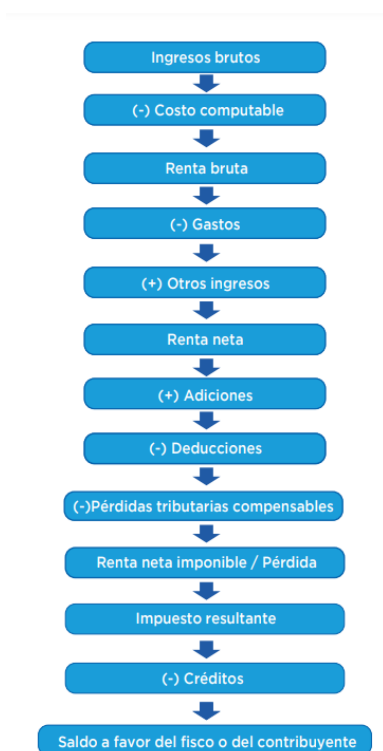 Ingresos brutos
(-) Costo computable
Renta bruta
(-) Gastos
(+) Otros ingresos
Renta neta
(+) Adiciones
(-) Deducciones
(-)Pérdidas tributarias compensables
Renta neta imponible / Pérdida
Impuesto resultante
(-) Créditos
Saldo a favor del fisco o del contribuyente